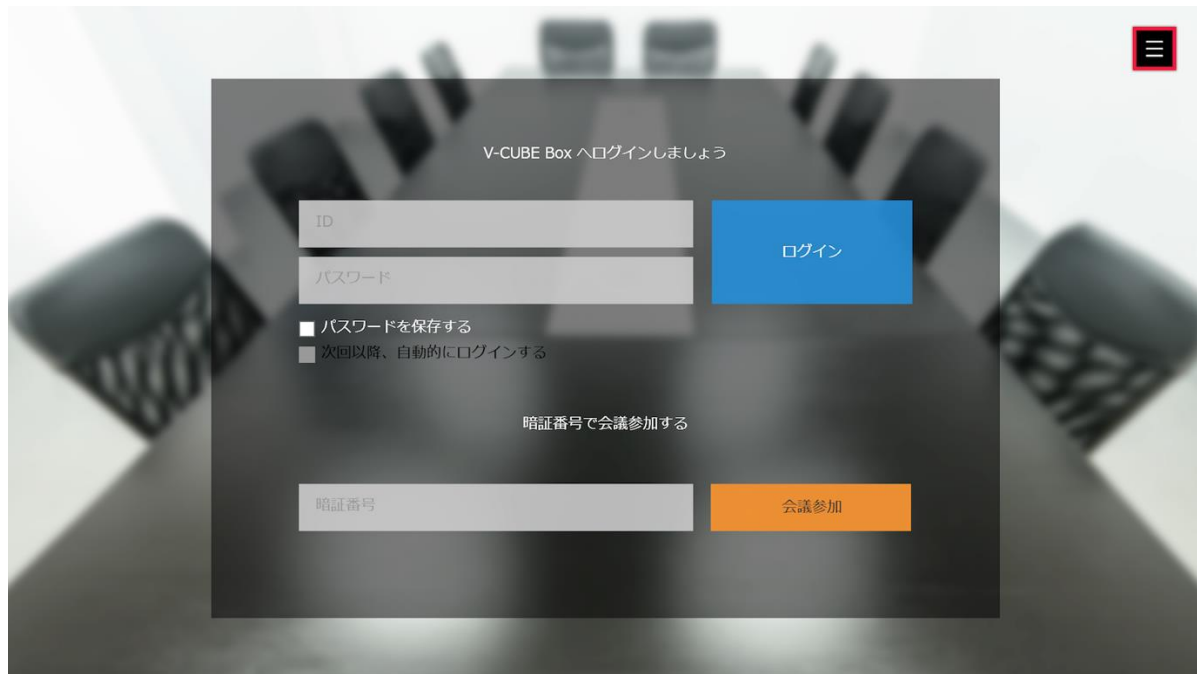 V-CUBE Box へログインしましょう
ID
ログイン
パスワード
パスワードを保存する
次回以降、自動的にログインする
暗証番号で会議参加する
暗証番号
会議参加